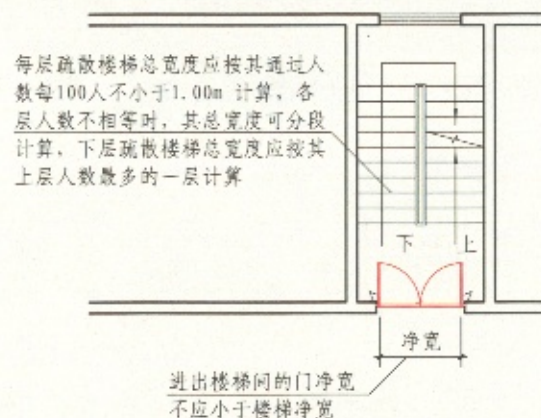 每层疏散楼梯总宽度应按其通过人
数每100人不小于1.00m 计算，各
层人数不相等时，其总宽度可分段
计算，下层疏散楼梯总宽度应按其
上层人数最多的一层计算
下 上
净宽
进出楼梯间的门净宽
不应小于楼梯净宽